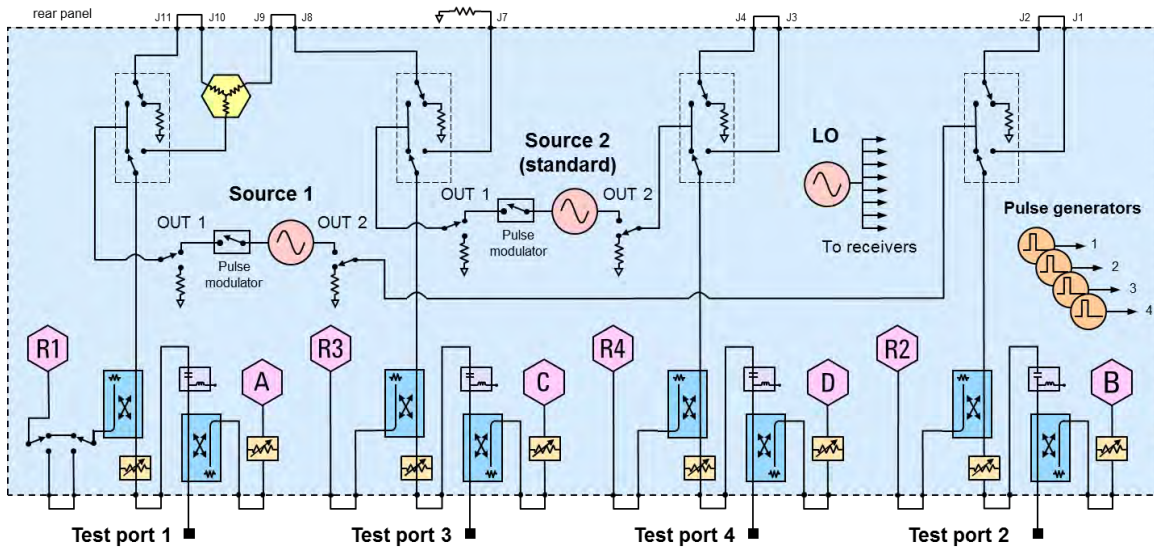 rear panel
J11 J10 J9 J8 J7 J4 J3 J2 J1
Source 1
OUT 1
OUT 2
Pulse
modulator
Source 2
(standard)
OUT 1
OUT 2
Pulse
modulator
LO
To receivers
Pulse generators
1
2
3
4
R1
A
R3
C
R4
D
R2
B
Test port 1
Test port 3
Test port 4
Test port 2